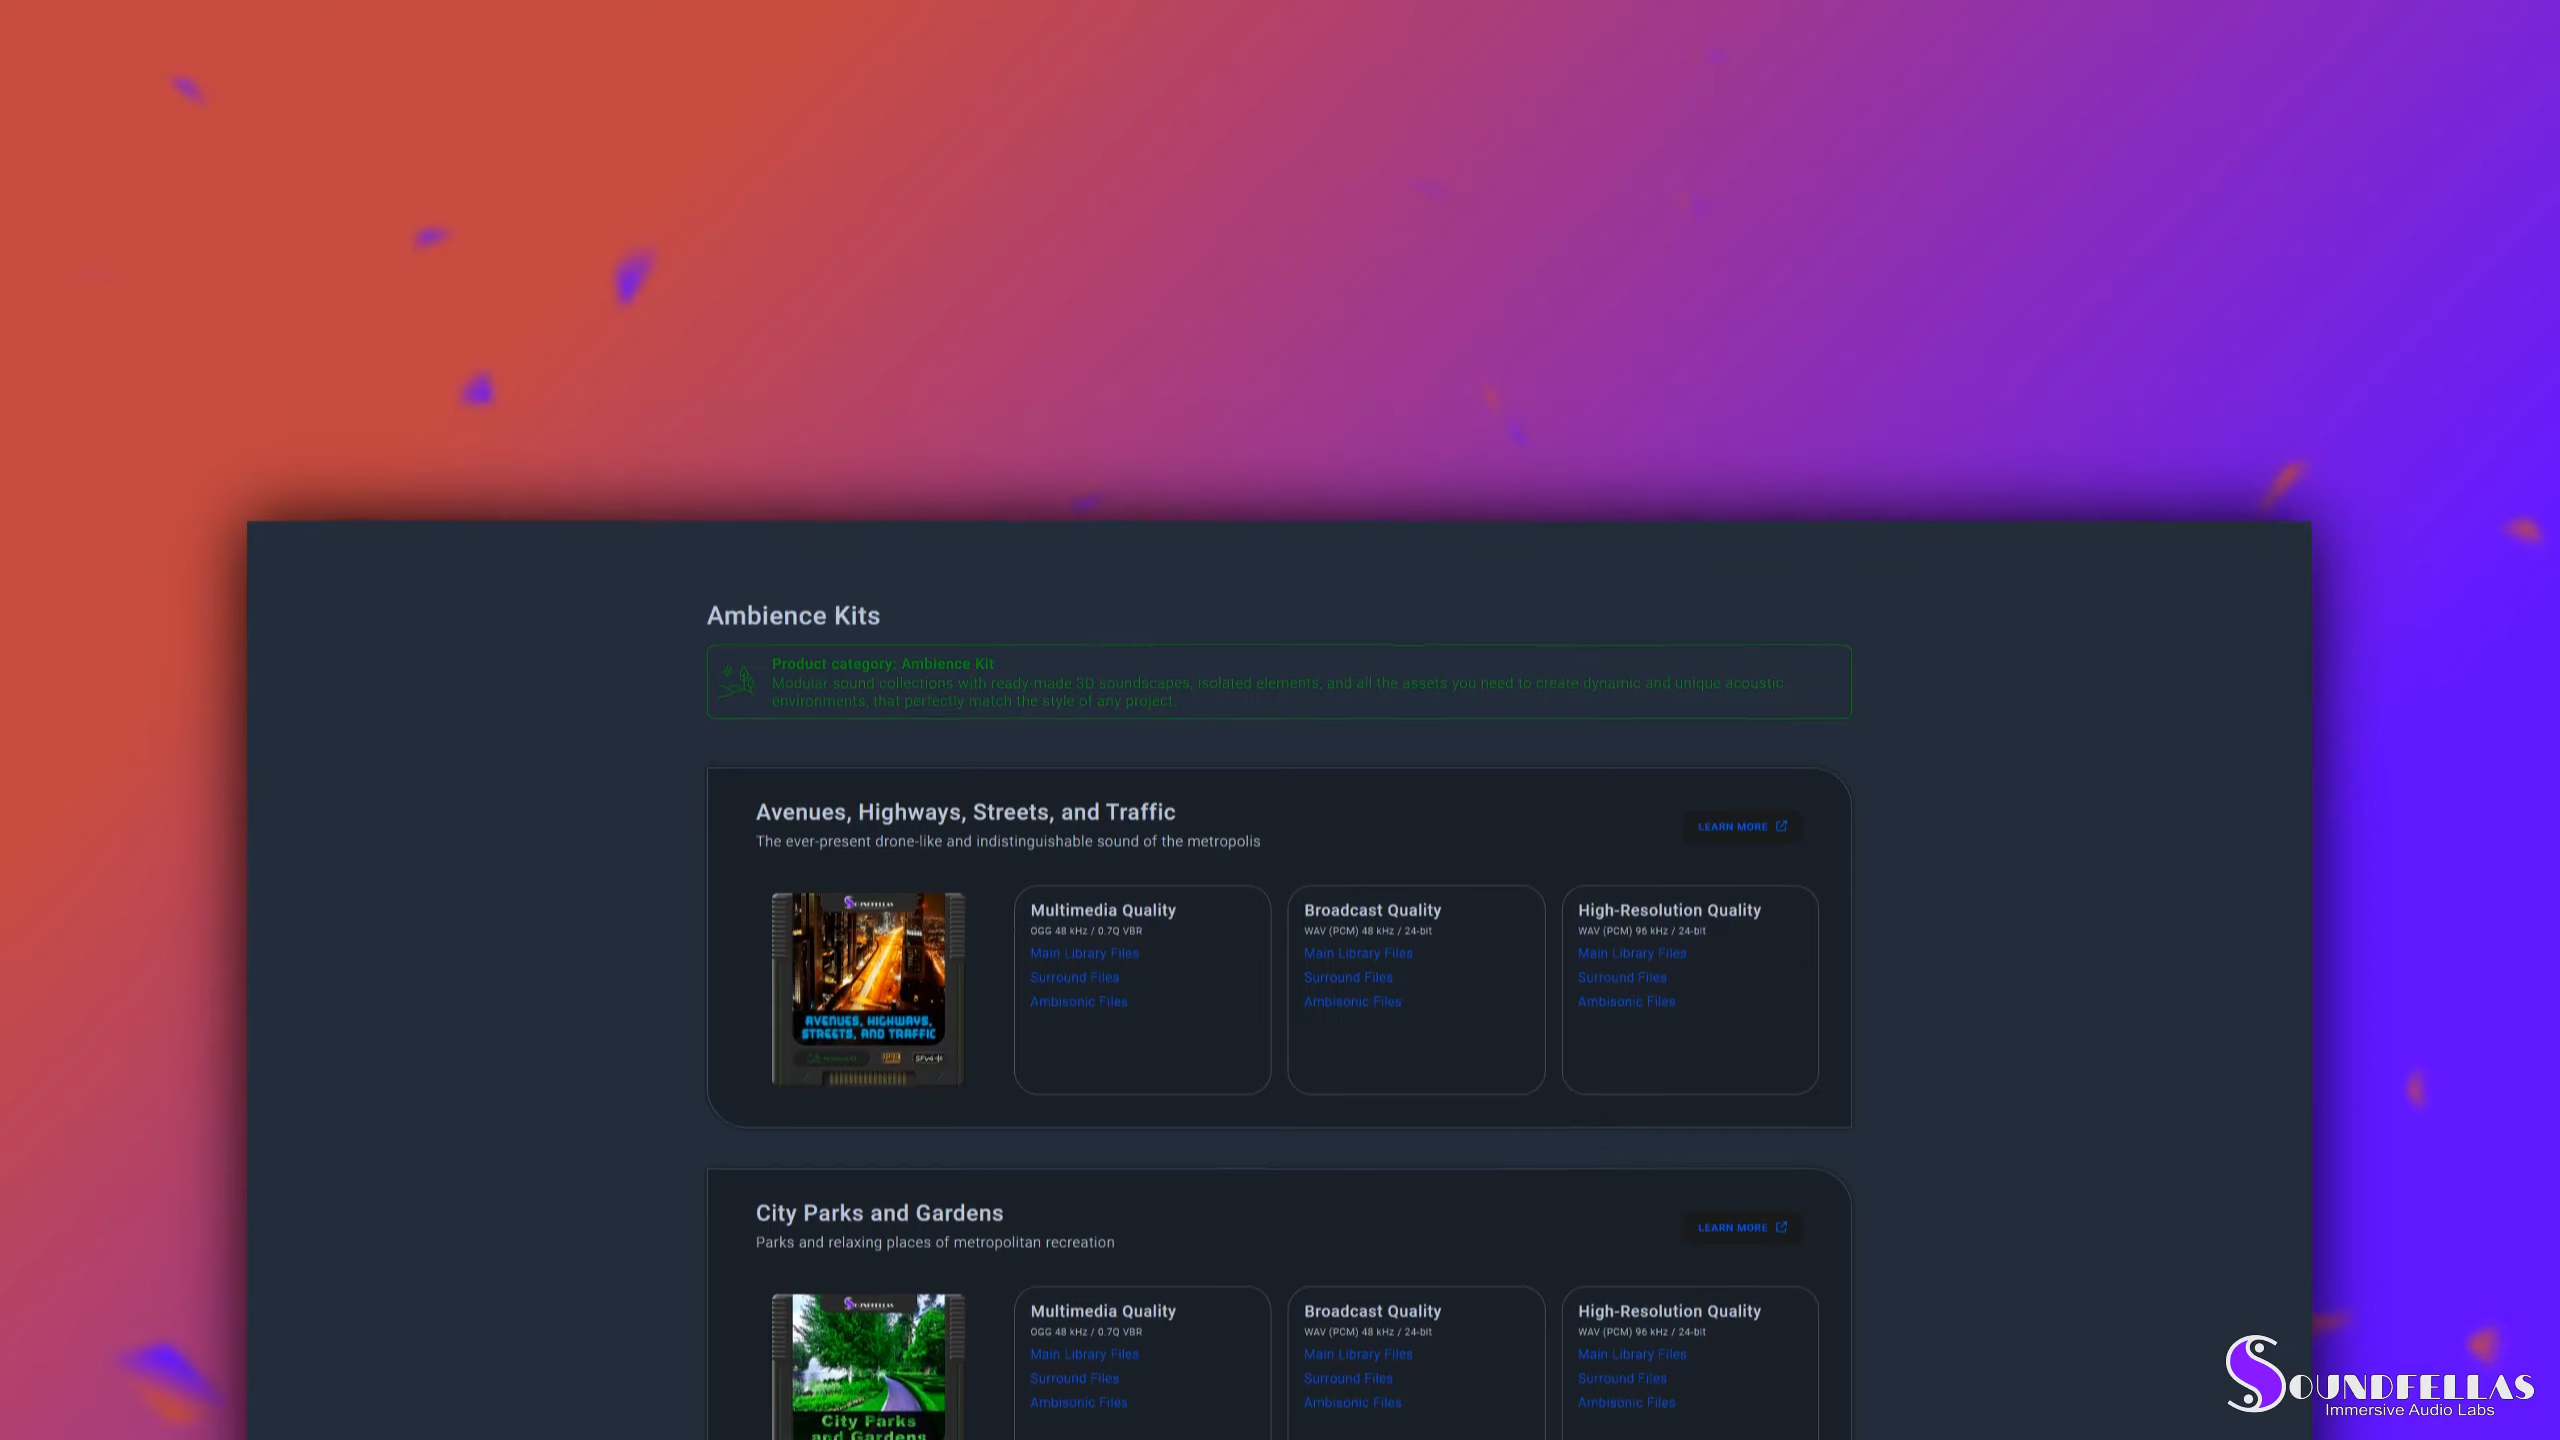 Ambience Kits
Product category: Ambience Kit
Modular sound collections with ready-made 3D soundscapes, isolated elements, and all the assets you need to create dynamic and unique acoustic
environments, that perfectly match the style of any project.
Avenues, Highways, Streets, and Traffic
The ever-present drone-like and indistinguishable sound of the metropolis
LEARN MORE
SOUNDFELLAS
AVENUES, HIGHWAYS,
STREETS, AND TRAFFIC
Multimedia Quality
OGG 48 kHz / 0.7Q VBR
Main Library Files
Surround Files
Ambisonic Files
Broadcast Quality
WAV (PCM) 48 kHz / 24-bit
Main Library Files
Surround Files
Ambisonic Files
High-Resolution Quality
WAV (PCM) 96 kHz / 24-bit
Main Library Files
Surround Files
Ambisonic Files
City Parks and Gardens
Parks and relaxing places of metropolitan recreation
LEARN MORE
SOUNDFELLAS
City Parks
and Gardens
Multimedia Quality
OGG 48 kHz / 0.7Q VBR
Main Library Files
Surround Files
Ambisonic Files
Broadcast Quality
WAV (PCM) 48 kHz / 24-bit
Main Library Files
Surround Files
Ambisonic Files
High-Resolution Quality
WAV (PCM) 96 kHz / 24-bit
Main Library Files
Surround Files
Ambisonic Files
SOUNDFELLAS
Immersive Audio Labs